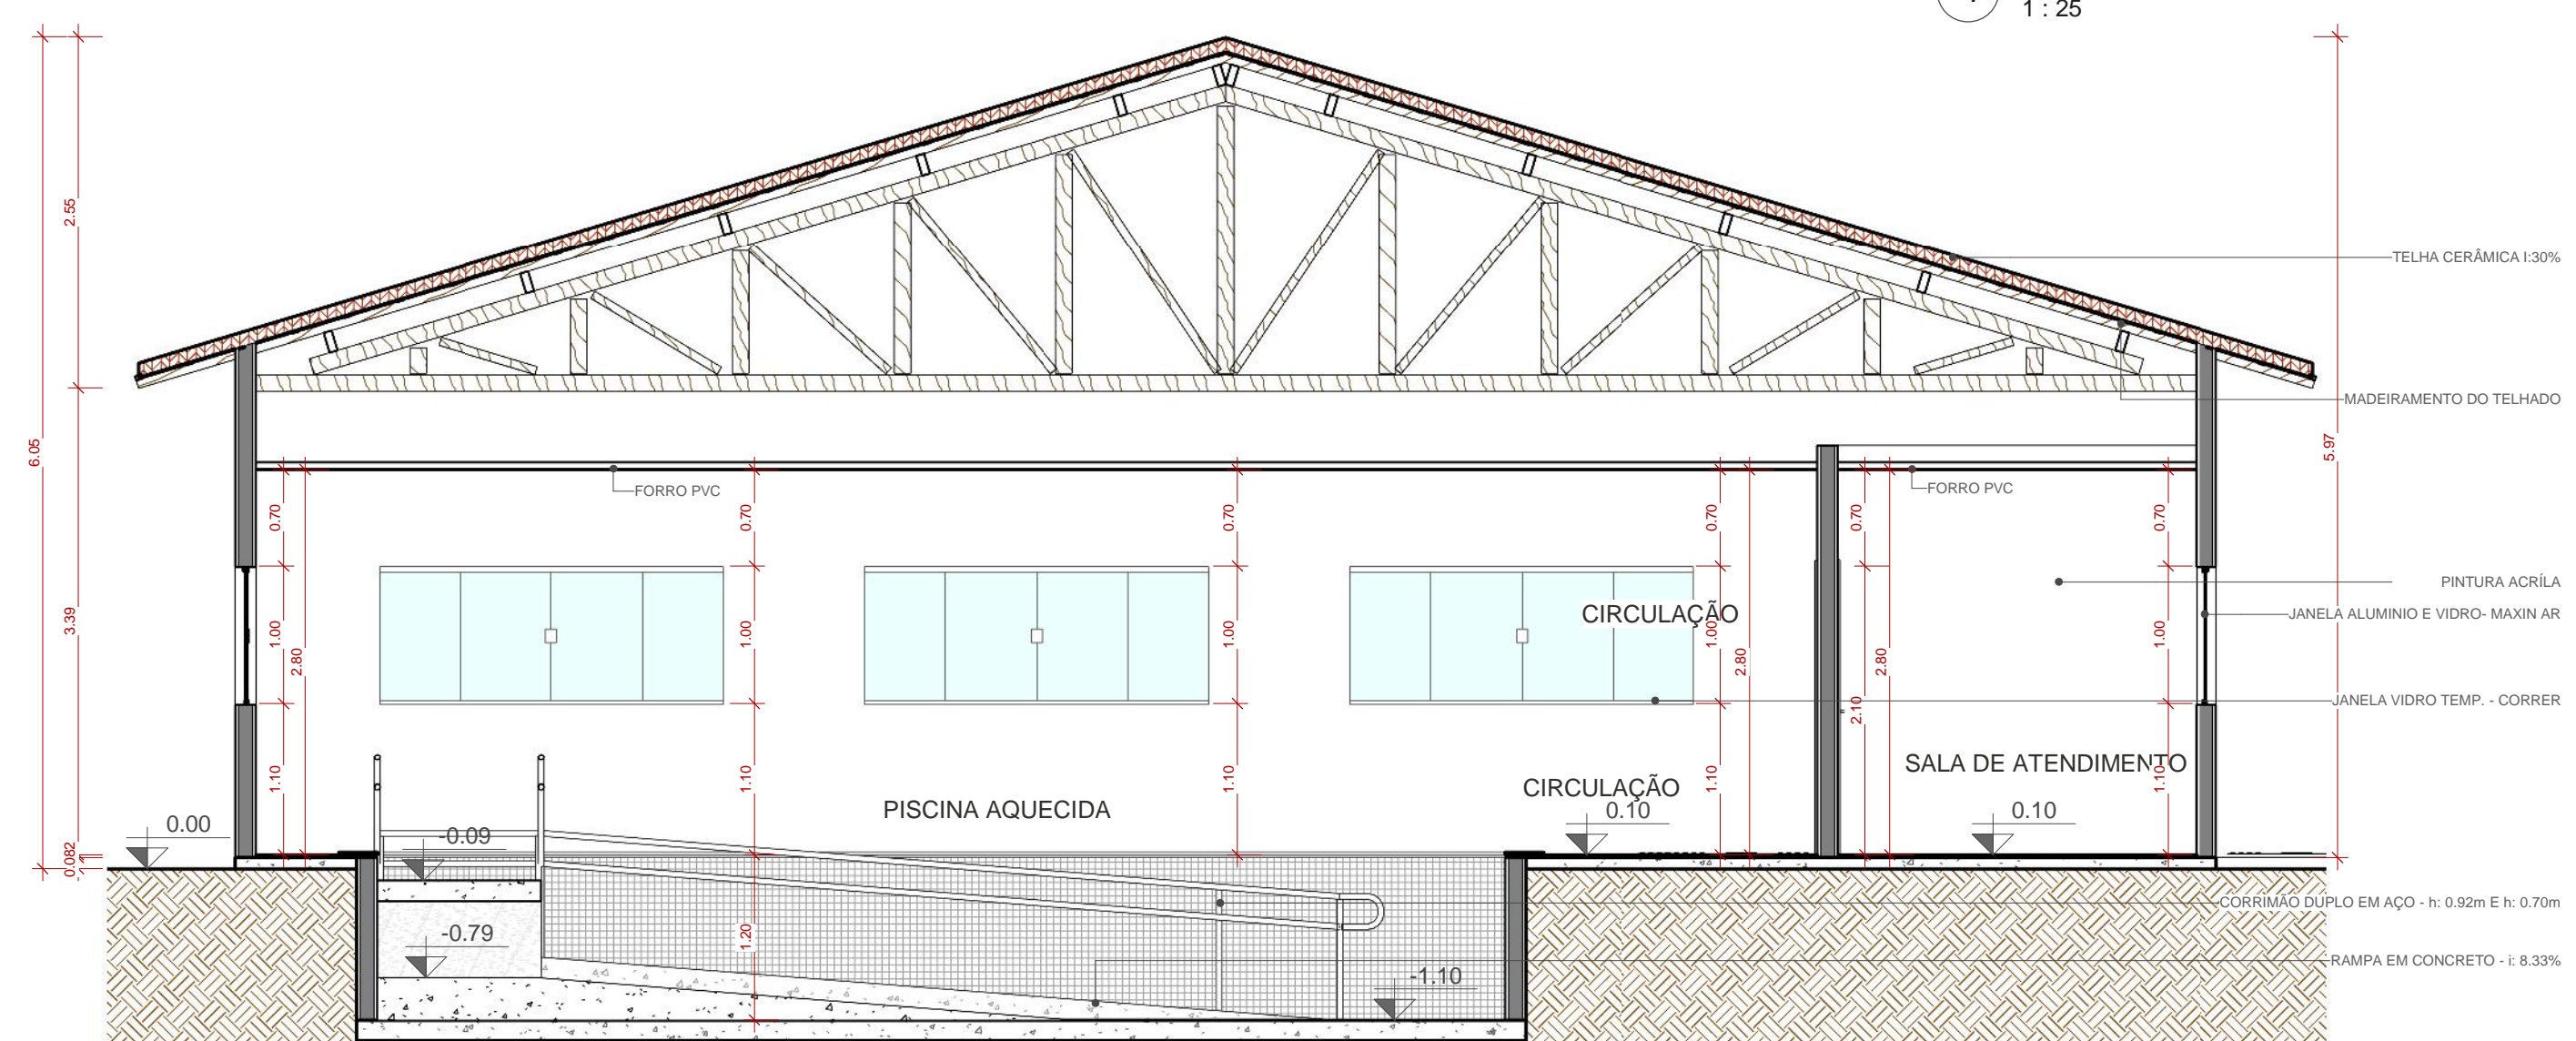 1 : 25
6.05
2.55
3.39
0.082
5.97
TELHA CERÂMICA I:30%
MADEIRAMENTO DO TELHADO
FORRO PVC
FORRO PVC
0.70
0.70
0.70
0.70
0.70
0.70
PINTURA ACRÍLA
JANELA ALUMINIO E VIDRO- MAXIN AR
CIRCULAÇÃO
1.00
1.00
1.00
1.00
1.00
2.80
2.80
2.80
2.10
JANELA VIDRO TEMP. - CORRER
SALA DE ATENDIMENTO
CIRCULAÇÃO
PISCINA AQUECIDA
1.10
1.10
1.10
1.10
1.10
0.00
-0.09
0.10
0.10
CORRIMÃO DUPLO EM AÇO - h: 0.92m E h: 0.70m
-0.79
1.20
RAMPA EM CONCRETO - i: 8.33%
-1.10